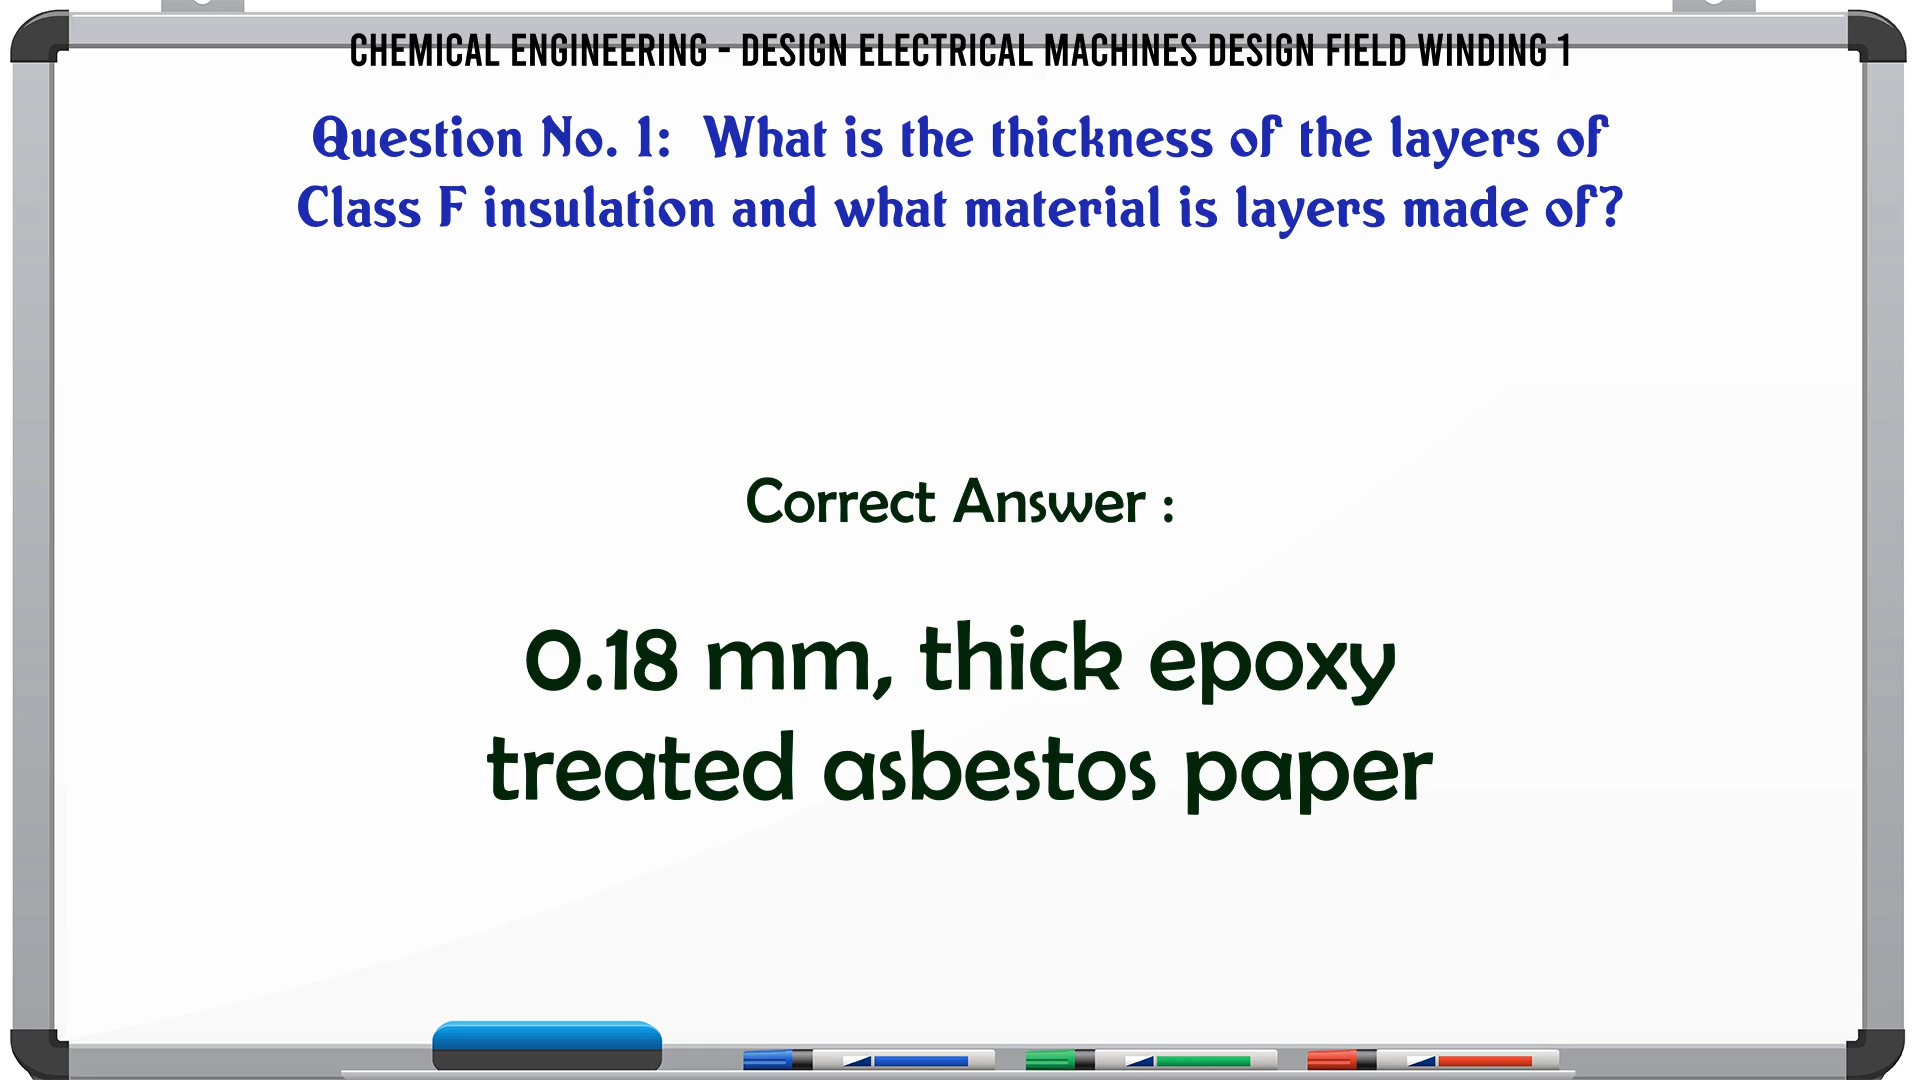 CHEMICAL ENGINEERING - DESIGN ELECTRICAL MACHINES DESIGN FIELD WINDING 1
Question No. 1:  What is the thickness of the layers of
Class F insulation and what material is layers made of?
Correct Answer :
0.18 mm, thick epoxy
treated asbestos paper